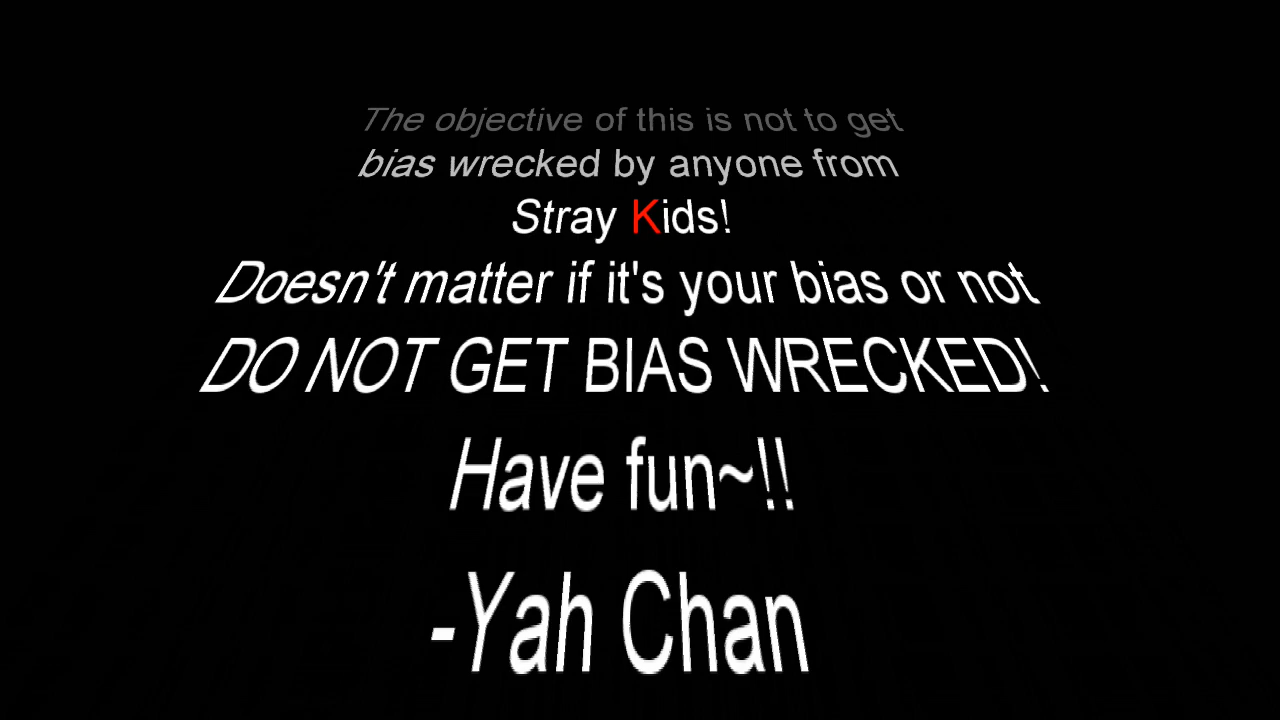 The objective of this is not to get
bias wrecked by anyone from
Stray Kids!
Doesn't matter if it's your bias or not
DO NOT GET BIAS WRECKED!
Have fun~!!
-Yah Chan